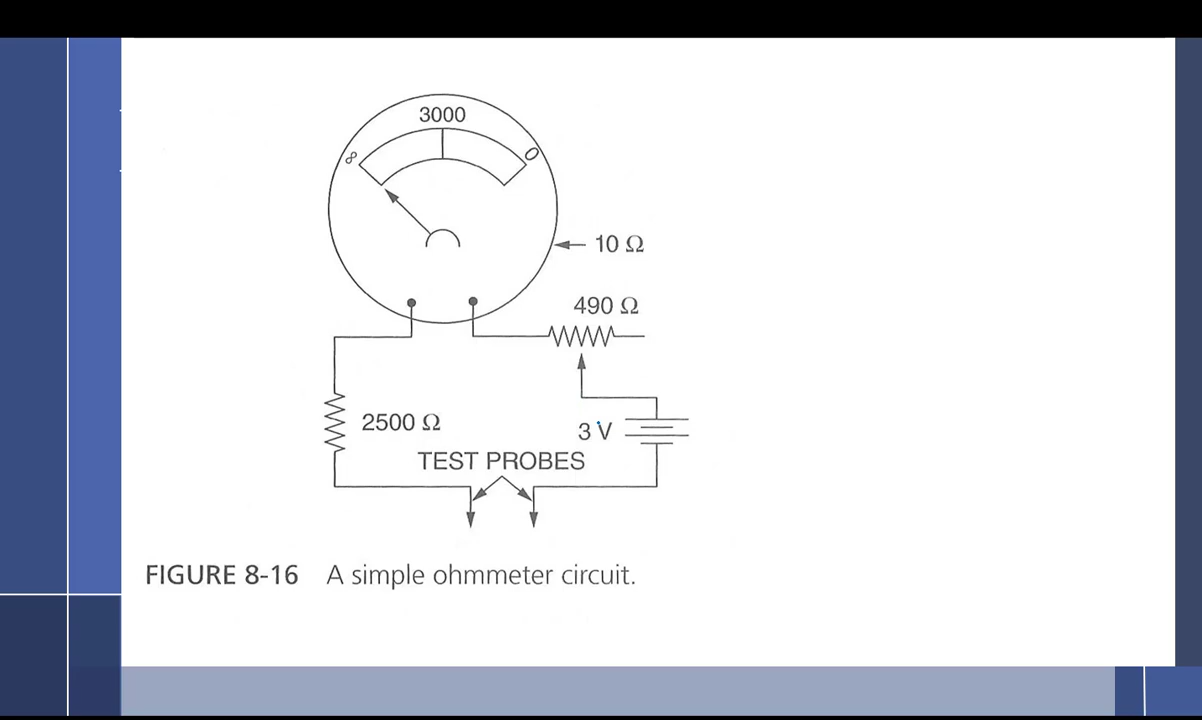 3000
∞
0
10 Ω
490 Ω
2500 Ω
3 V
TEST PROBES
FIGURE 8-16 A simple ohmmeter circuit.